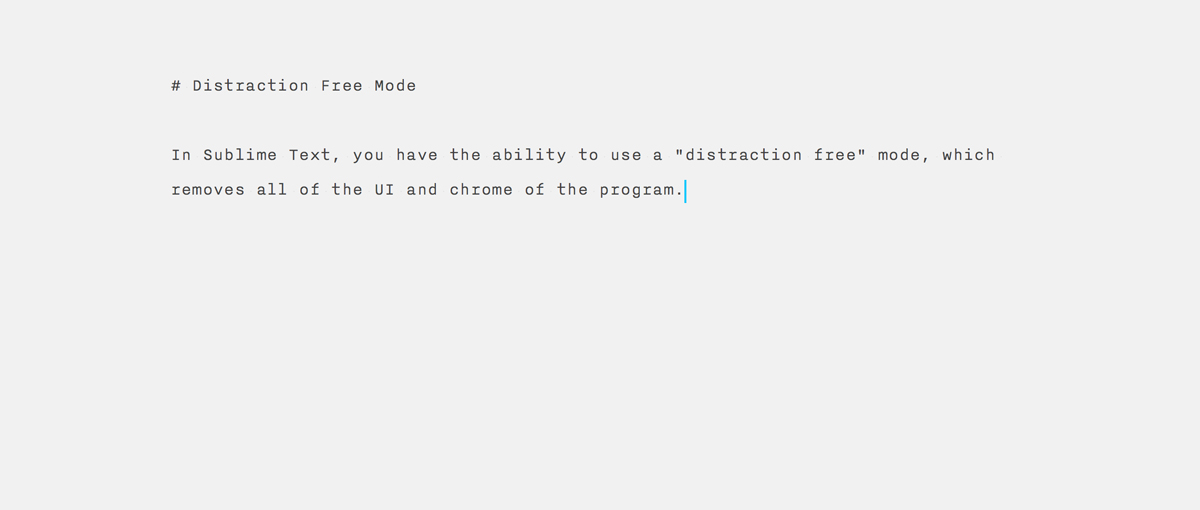 # Distraction Free Mode
In Sublime Text, you have the ability to use a "distraction free" mode, which
removes all of the UI and chrome of the program.